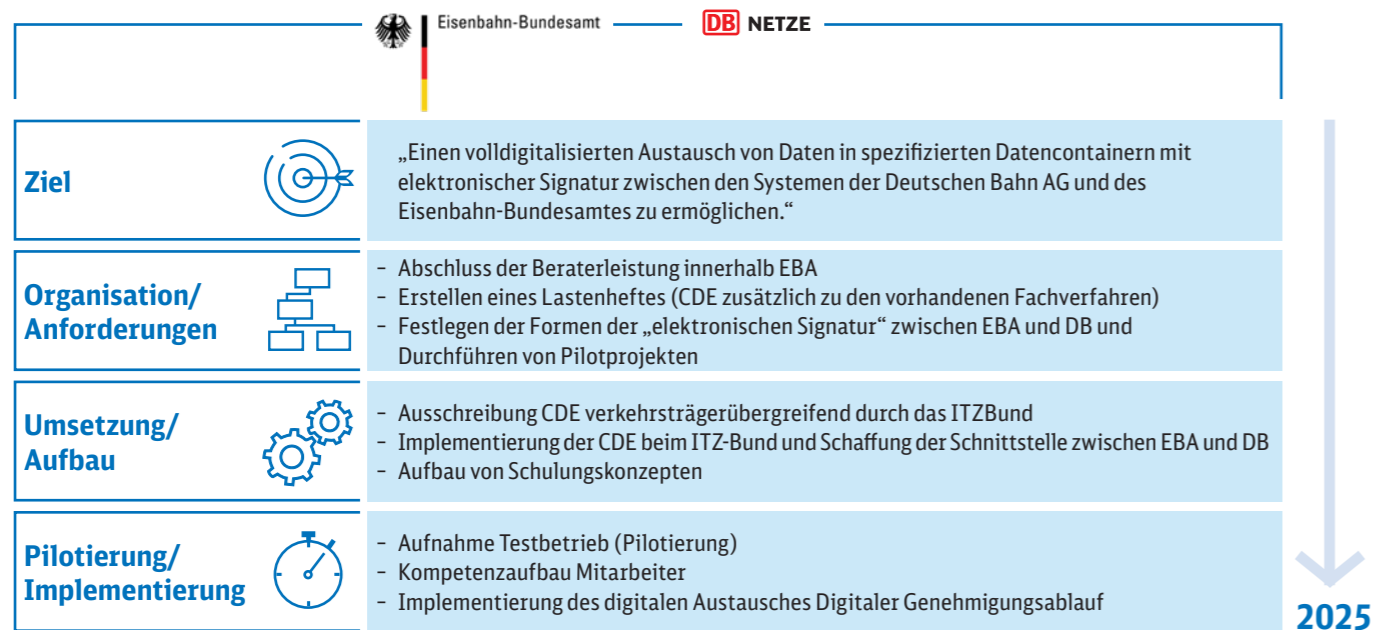 Eisenbahn-Bundesamt
DB NETZE
Ziel
„Einen volldigitalisierten Austausch von Daten in spezifizierten Datencontainern mit
elektronischer Signatur zwischen den Systemen der Deutschen Bahn AG und des
Eisenbahn-Bundesamtes zu ermöglichen.“
Organisation/
Anforderungen
– Abschluss der Beraterleistung innerhalb EBA
– Erstellen eines Lastenheftes (CDE zusätzlich zu den vorhandenen Fachverfahren)
– Festlegen der Formen der „elektronischen Signatur“ zwischen EBA und DB und
Durchführen von Pilotprojekten
Umsetzung/
Aufbau
– Ausschreibung CDE verkehrsträgerübergreifend durch das ITZBund
– Implementierung der CDE beim ITZ-Bund und Schaffung der Schnittstelle zwischen EBA und DB
– Aufbau von Schulungskonzepten
Pilotierung/
Implementierung
– Aufnahme Testbetrieb (Pilotierung)
– Kompetenzaufbau Mitarbeiter
– Implementierung des digitalen Austausches Digitaler Genehmigungsablauf
2025